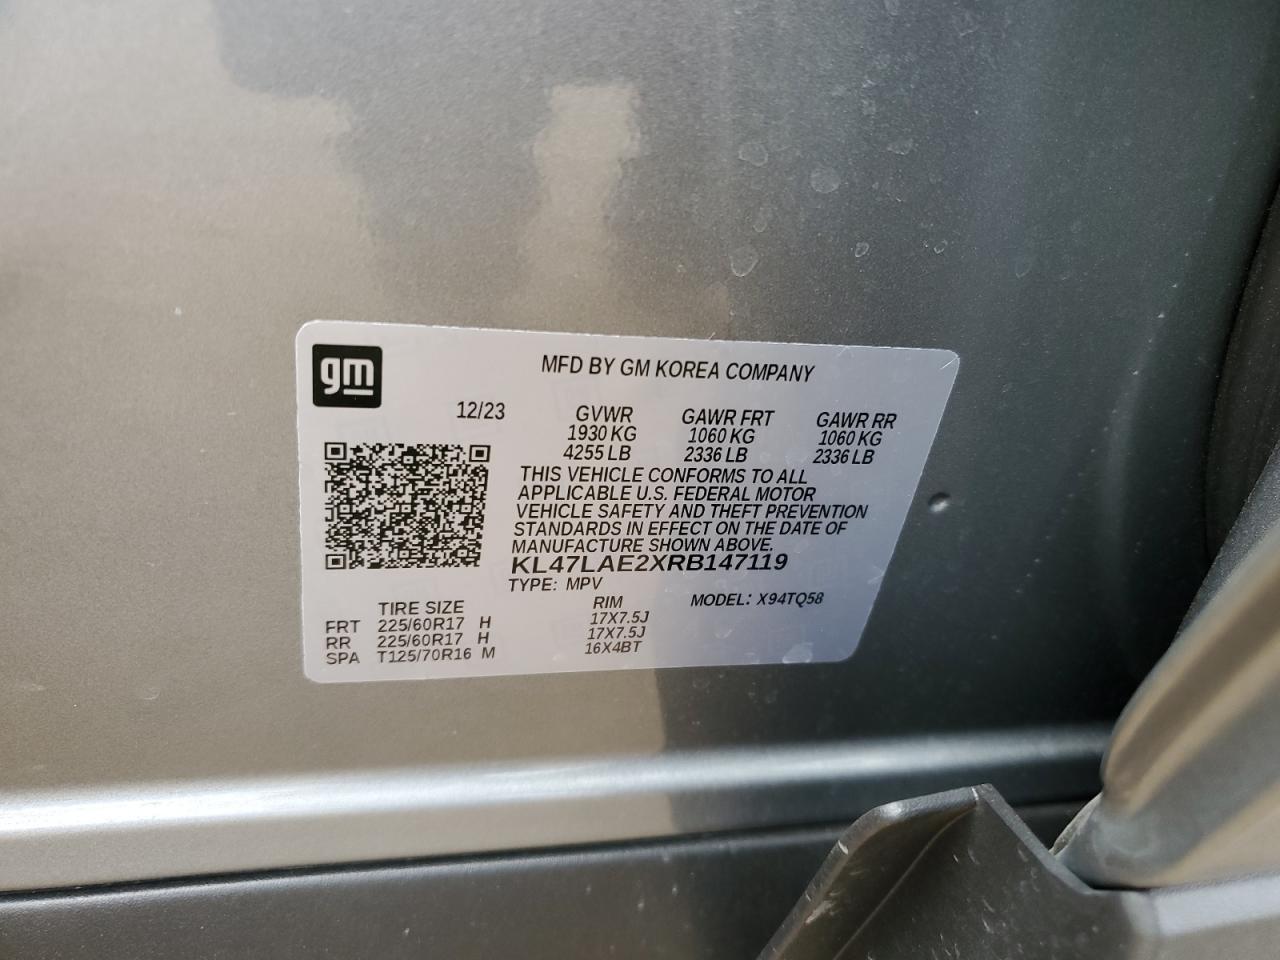 gm
MFD BY GM KOREA COMPANY
12/23 GVWR GAWR FRT GAWR RR
1930 KG 1060 KG 1060 KG
4255 LB 2336 LB 2336 LB
THIS VEHICLE CONFORMS TO ALL
APPLICABLE U.S. FEDERAL MOTOR
VEHICLE SAFETY AND THEFT PREVENTION
STANDARDS IN EFFECT ON THE DATE OF
MANUFACTURE SHOWN ABOVE.
KL47LAE2XRB147119
TYPE: MPV
TIRE SIZE RIM MODEL: X94TQ58
FRT 225/60R17 H 17X7.5J
RR 225/60R17 H 17X7.5J
SPA T125/70R16 M 16X4BT